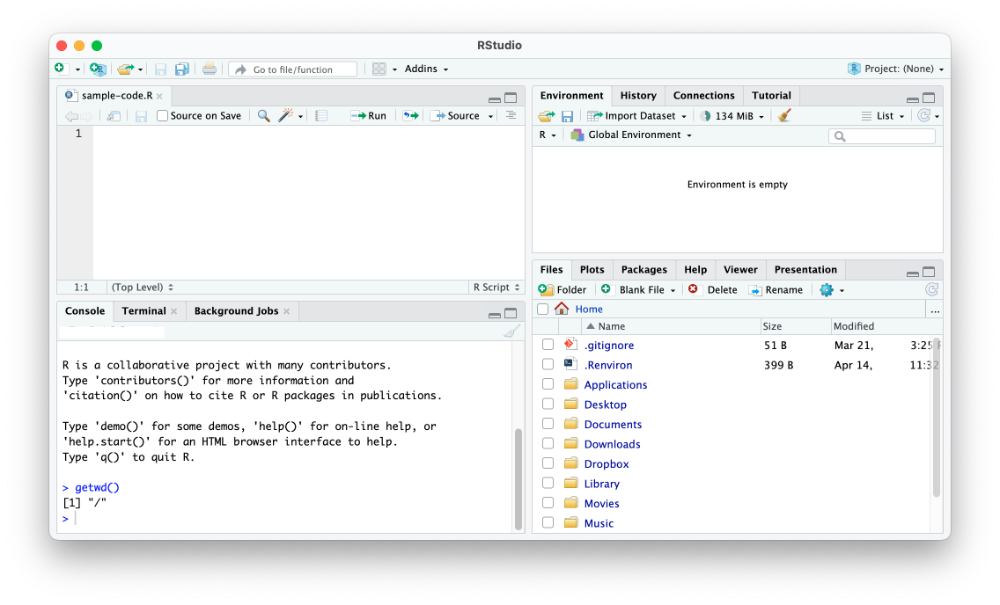 RStudio
Go to file/function
Addins
Project: (None)
sample-code.R
Source on Save
Run
Source
1
1:1
(Top Level)
R Script
Console
Terminal
Background Jobs
R is a collaborative project with many contributors.
Type 'contributors()' for more information and
'citation()' on how to cite R or R packages in publications.
Type 'demo()' for some demos, 'help()' for on-line help, or
'help.start()' for an HTML browser interface to help.
Type 'q()' to quit R.
> getwd()
[1] "/"
>
Environment History Connections Tutorial
Import Dataset 134 MiB List
R Global Environment
Environment is empty
Files Plots Packages Help Viewer Presentation
Folder Blank File Delete Rename
Home ...
Name Size Modified
.gitignore 51 B Mar 21, 3:25
.Renviron 399 B Apr 14, 11:32
Applications
Desktop
Documents
Downloads
Dropbox
Library
Movies
Music